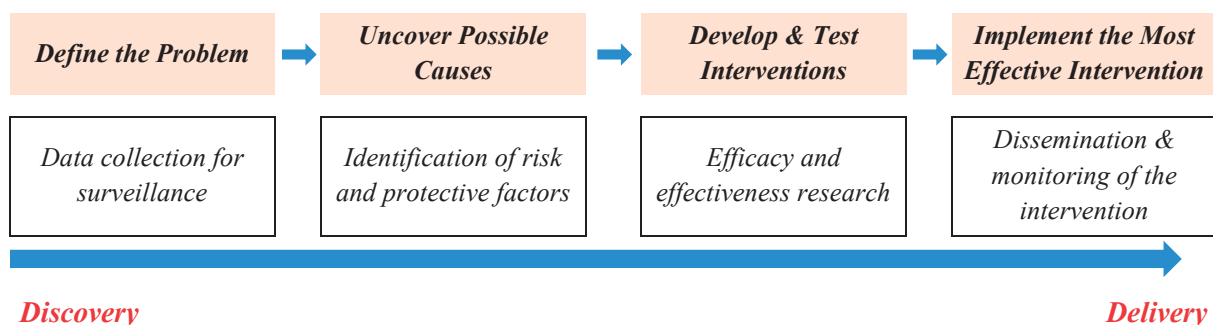 Define the Problem
Uncover Possible
Causes
Develop & Test
Interventions
Implement the Most
Effective Intervention
Data collection for
surveillance
Identification of risk
and protective factors
Efficacy and
effectiveness research
Dissemination &
monitoring of the
intervention
Discovery
Delivery